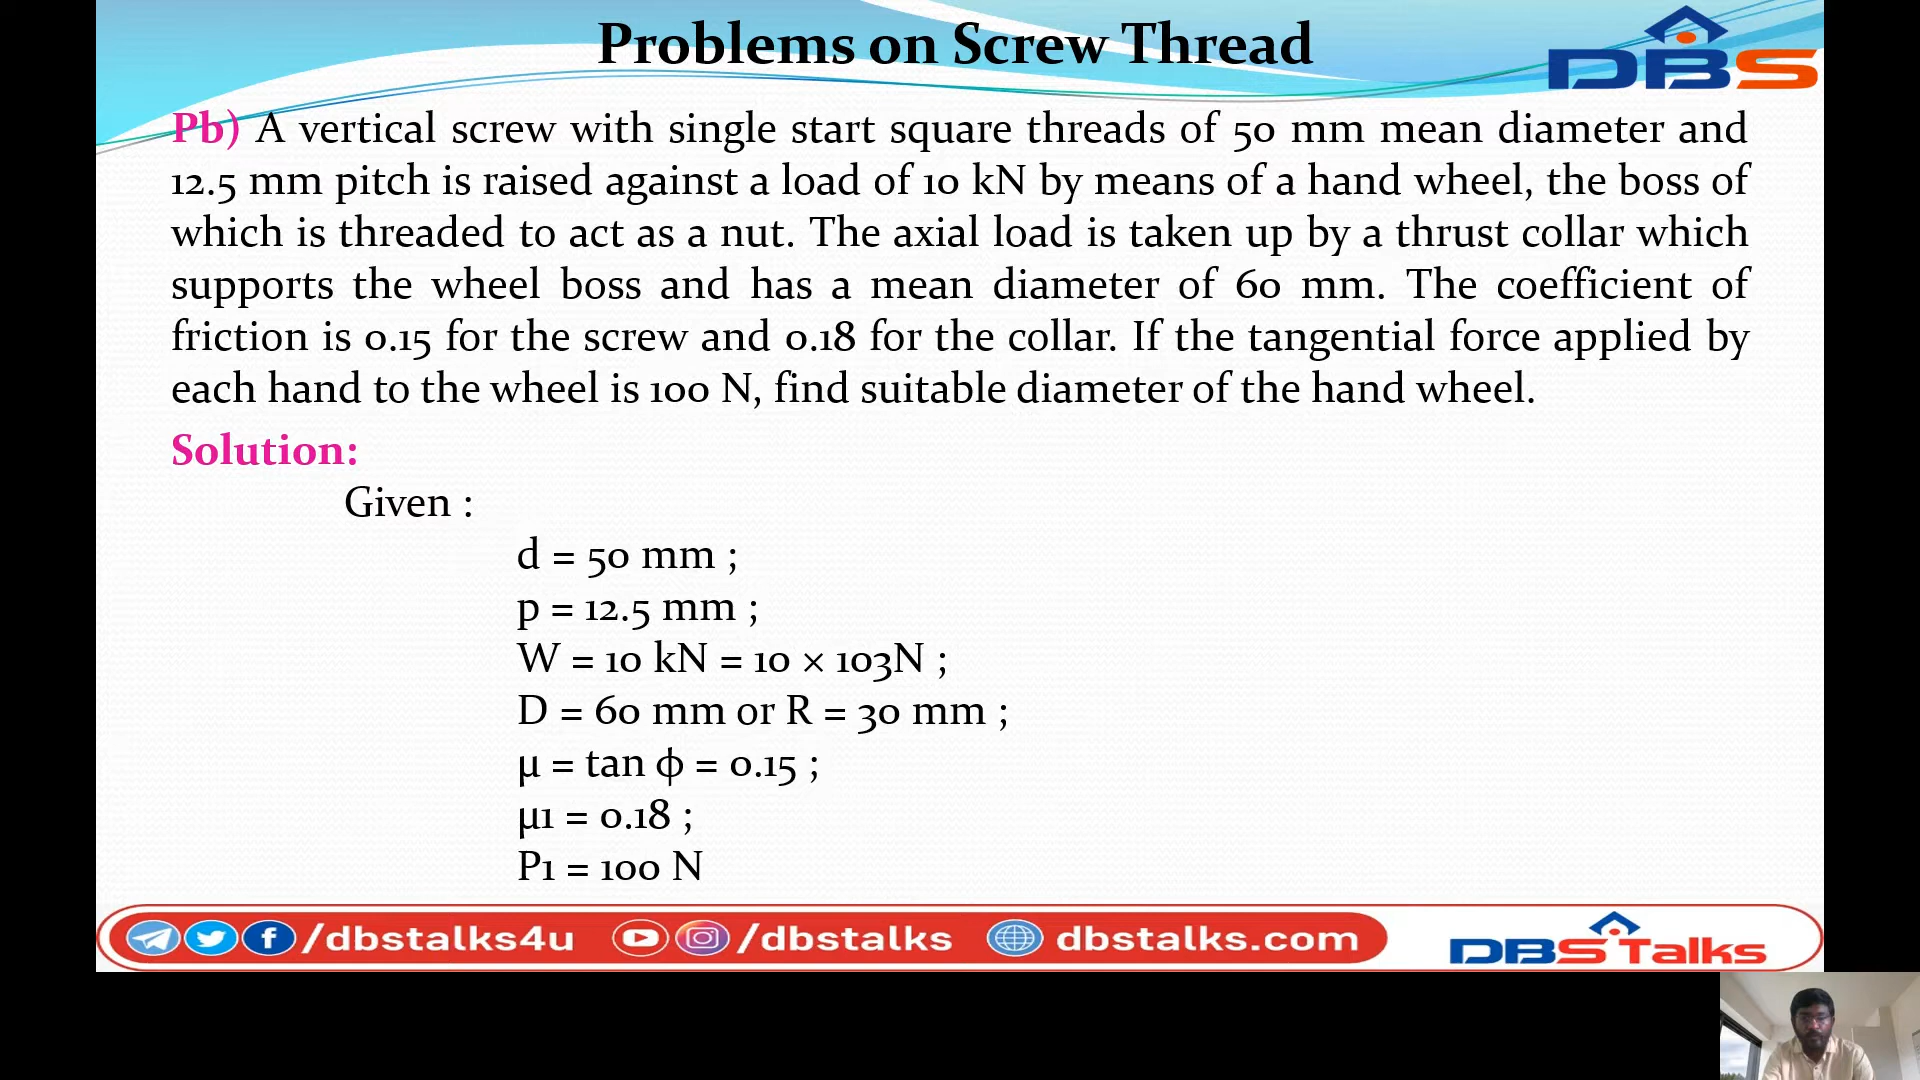 Problems on Screw Thread
DBS
Pb) A vertical screw with single start square threads of 50 mm mean diameter and
12.5 mm pitch is raised against a load of 10 kN by means of a hand wheel, the boss of
which is threaded to act as a nut. The axial load is taken up by a thrust collar which
supports the wheel boss and has a mean diameter of 60 mm. The coefficient of
friction is 0.15 for the screw and 0.18 for the collar. If the tangential force applied by
each hand to the wheel is 100 N, find suitable diameter of the hand wheel.
Solution:
Given :
d = 50 mm ;
p = 12.5 mm ;
W = 10 kN = 10 × 103N ;
D = 60 mm or R = 30 mm ;
μ = tan ϕ = 0.15 ;
μ1 = 0.18 ;
P1 = 100 N
/dbstalks4u /dbstalks dbstalks.com DBS Talks